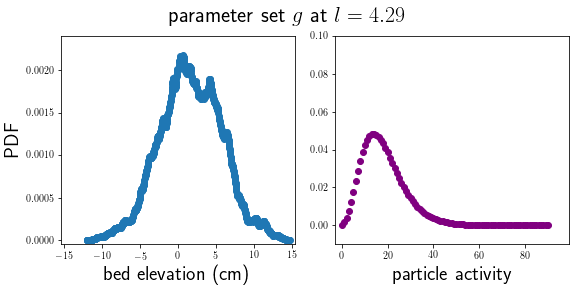 parameter set g at l = 4.29
PDF
0.0020
0.0015
0.0010
0.0005
0.0000
−15 −10 −5 0 5 10 15
bed elevation (cm)
0.10
0.08
0.06
0.04
0.02
0.00
0 20 40 60 80
particle activity